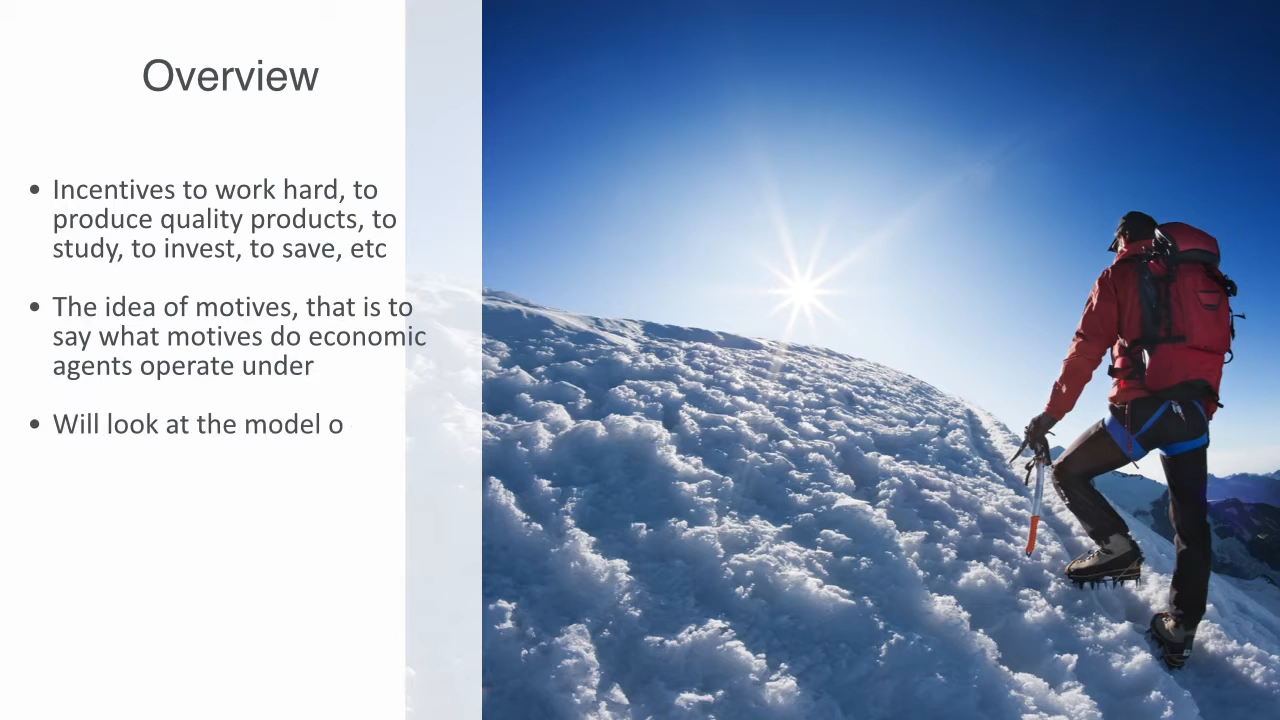 Overview
• Incentives to work hard, to
produce quality products, to
study, to invest, to save, etc
• The idea of motives, that is to
say what motives do economic
agents operate under
• Will look at the model o